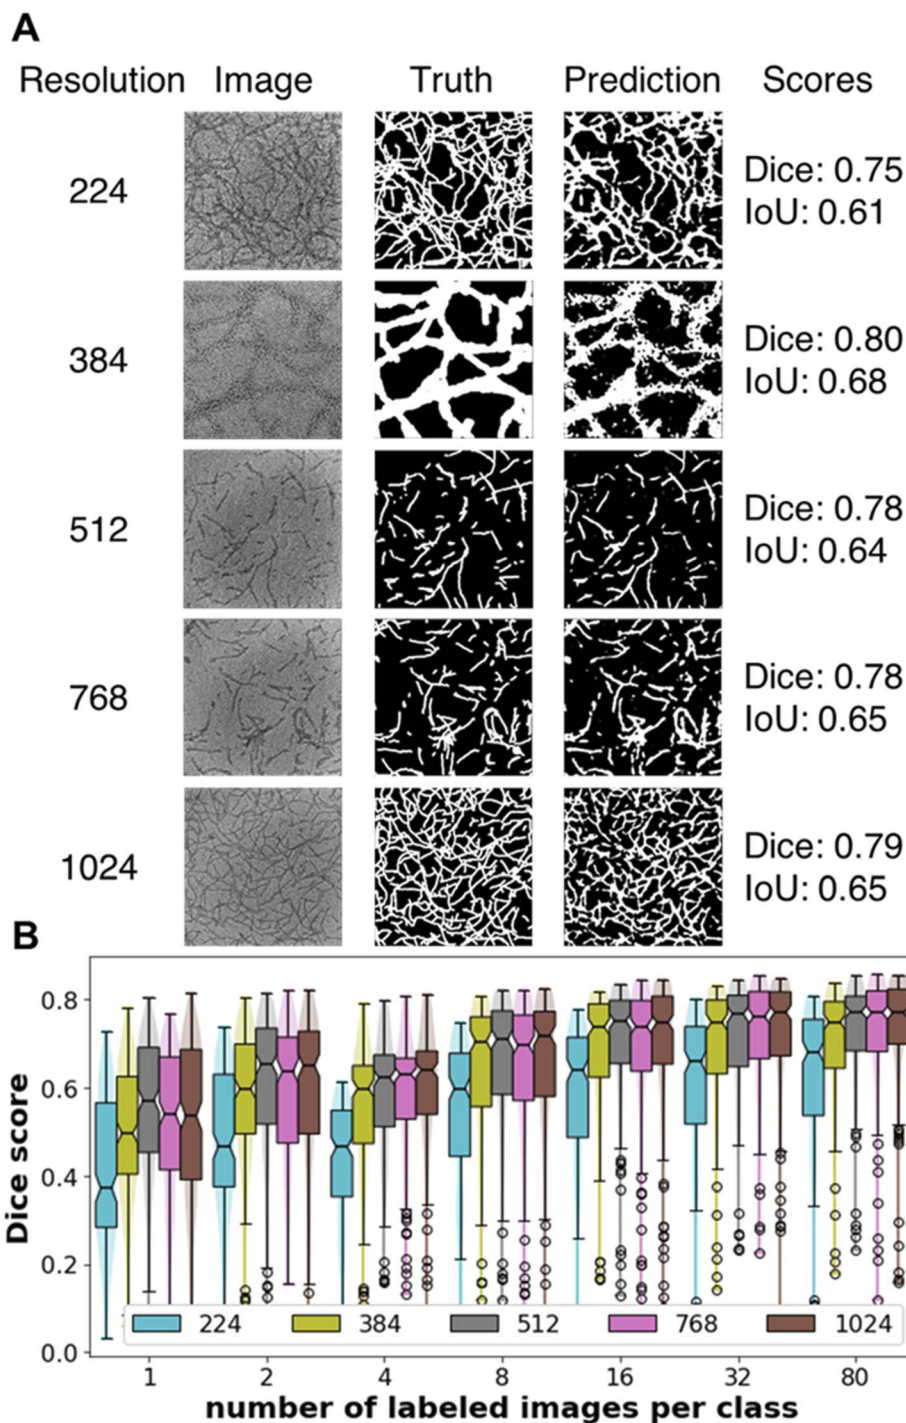 A
Resolution Image Truth Prediction Scores
224 Dice: 0.75
IoU: 0.61
384 Dice: 0.80
IoU: 0.68
512 Dice: 0.78
IoU: 0.64
768 Dice: 0.78
IoU: 0.65
1024 Dice: 0.79
IoU: 0.65
B
Dice score
0.8
0.6
0.4
0.2
0.0
224 384 512 768 1024
1 2 4 8 16 32 80
number of labeled images per class